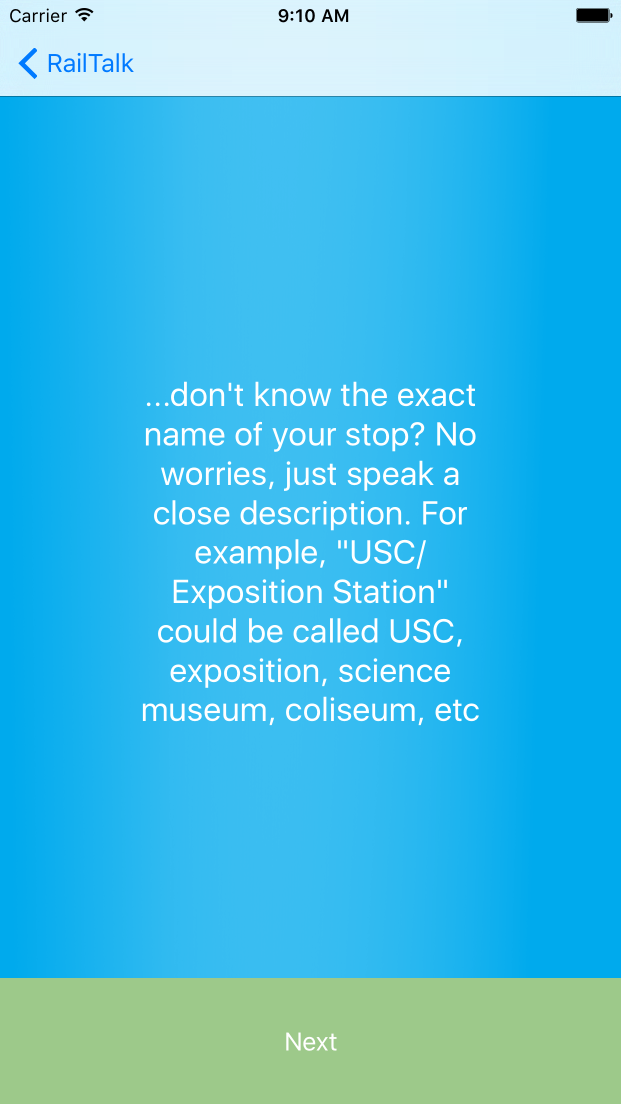 Carrier 9:10 AM
RailTalk
...don't know the exact
name of your stop? No
worries, just speak a
close description. For
example, "USC/
Exposition Station"
could be called USC,
exposition, science
museum, coliseum, etc
Next